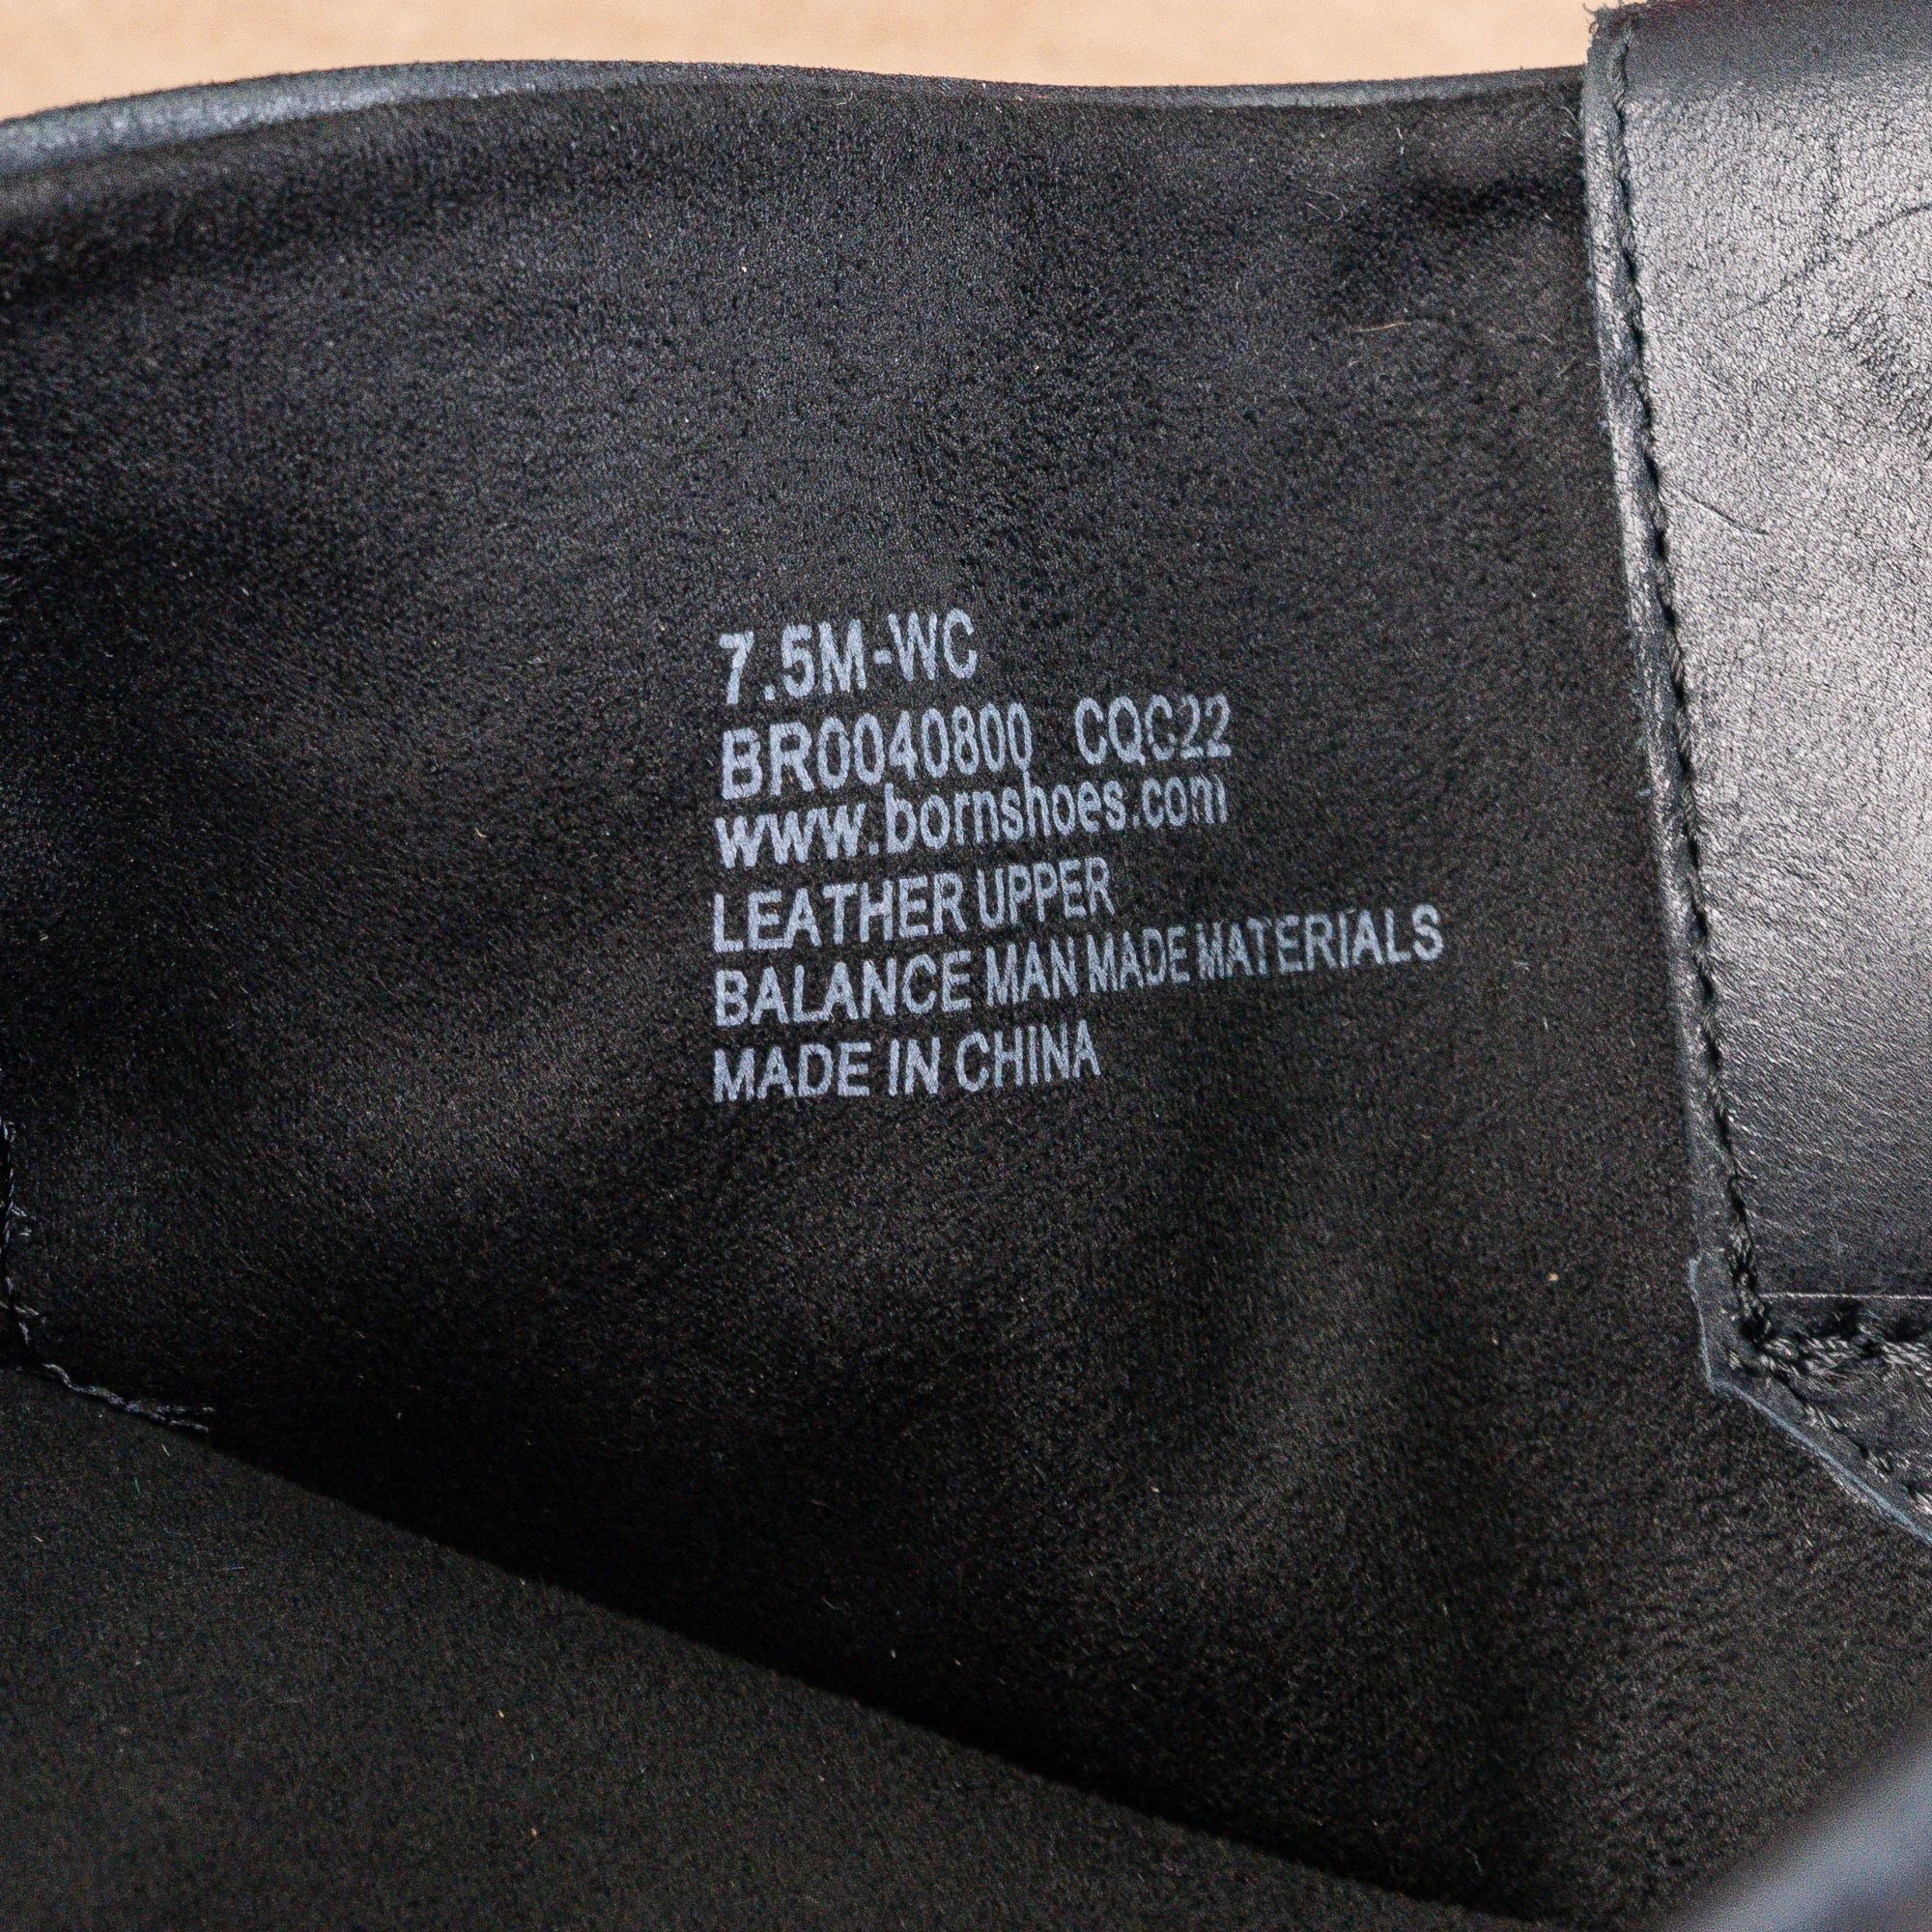 7.5M-WC
BR0040800 CQC22
www.bornshoes.com
LEATHER UPPER
BALANCE MAN MADE MATERIALS
MADE IN CHINA